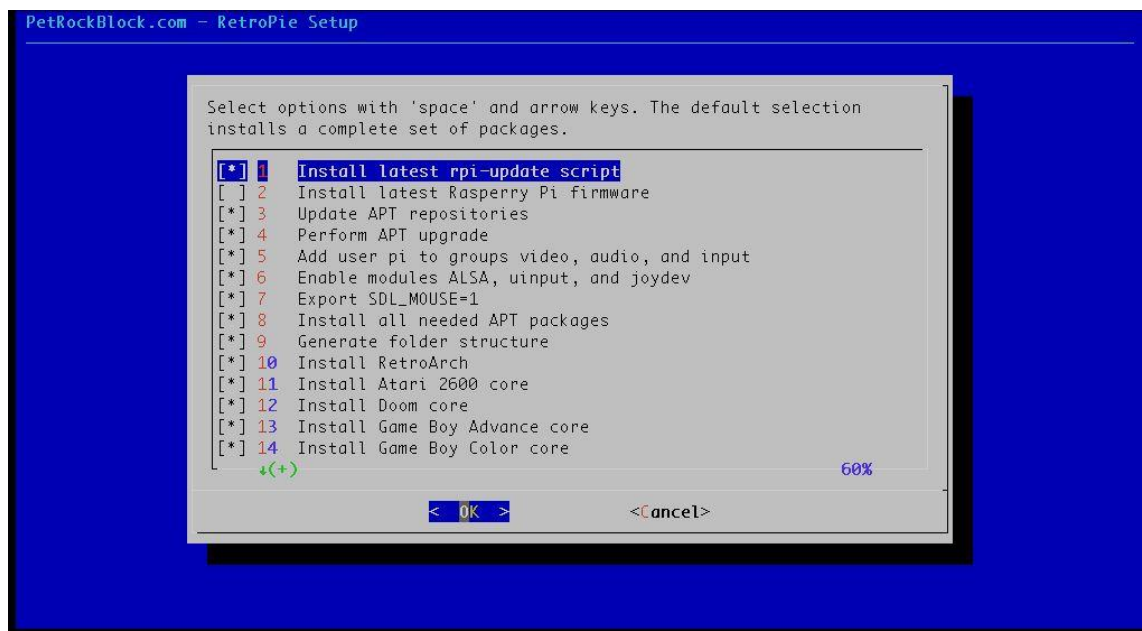 PetRockBlock.com - RetroPie Setup
Select options with 'space' and arrow keys. The default selection
installs a complete set of packages.
[*] 1 Install latest rpi-update script
[ ] 2 Install latest Rasperry Pi firmware
[*] 3 Update APT repositories
[*] 4 Perform APT upgrade
[*] 5 Add user pi to groups video, audio, and input
[*] 6 Enable modules ALSA, uinput, and joydev
[*] 7 Export SDL_MOUSE=1
[*] 8 Install all needed APT packages
[*] 9 Generate folder structure
[*] 10 Install RetroArch
[*] 11 Install Atari 2600 core
[*] 12 Install Doom core
[*] 13 Install Game Boy Advance core
[*] 14 Install Game Boy Color core
↓(+) 60%
< OK > <Cancel>